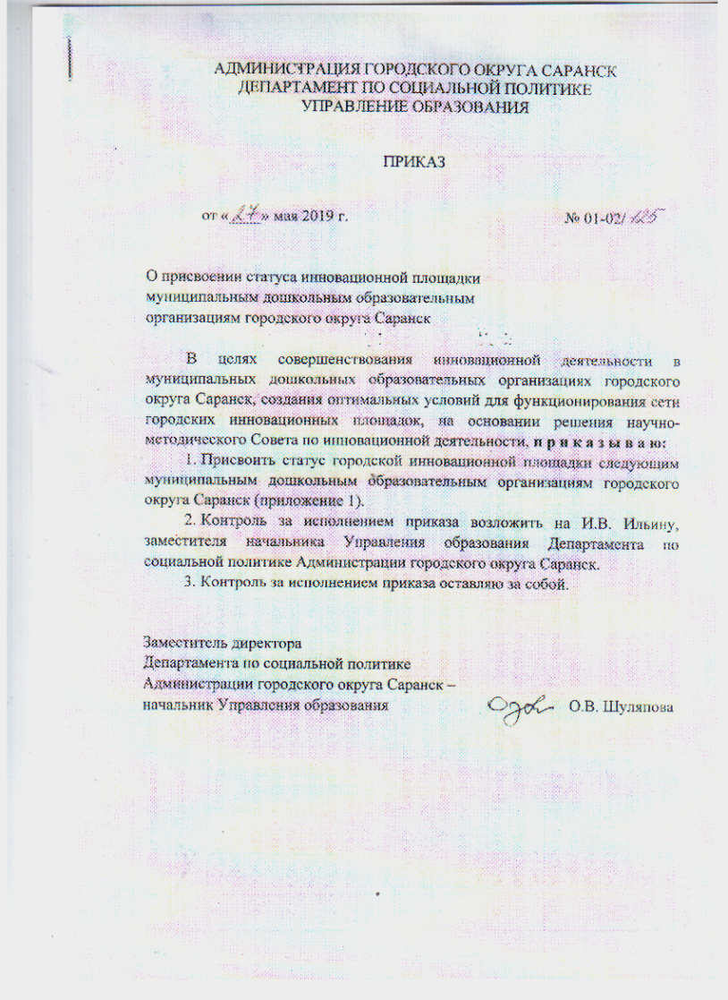 АДМИНИСТРАЦИЯ ГОРОДСКОГО ОКРУГА САРАНСК
ДЕПАРТАМЕНТ ПО СОЦИАЛЬНОЙ ПОЛИТИКЕ
УПРАВЛЕНИЕ ОБРАЗОВАНИЯ
ПРИКАЗ
от «27» мая 2019 г. № 01-02/125
О присвоении статуса инновационной площадки
муниципальным дошкольным образовательным
организациям городского округа Саранск
В целях совершенствования инновационной деятельности в
муниципальных дошкольных образовательных организациях городского
округа Саранск, создания оптимальных условий для функционирования сети
городских инновационных площадок, на основании решения научно-
методического Совета по инновационной деятельности, п р и к а з ы в а ю:
1. Присвоить статус городской инновационной площадки следующим
муниципальным дошкольным образовательным организациям городского
округа Саранск (приложение 1).
2. Контроль за исполнением приказа возложить на И.В. Ильину,
заместителя начальника Управления образования Департамента по
социальной политике Администрации городского округа Саранск.
3. Контроль за исполнением приказа оставляю за собой.
Заместитель директора
Департамента по социальной политике
Администрации городского округа Саранск –
начальник Управления образования О.В. Шуляпова